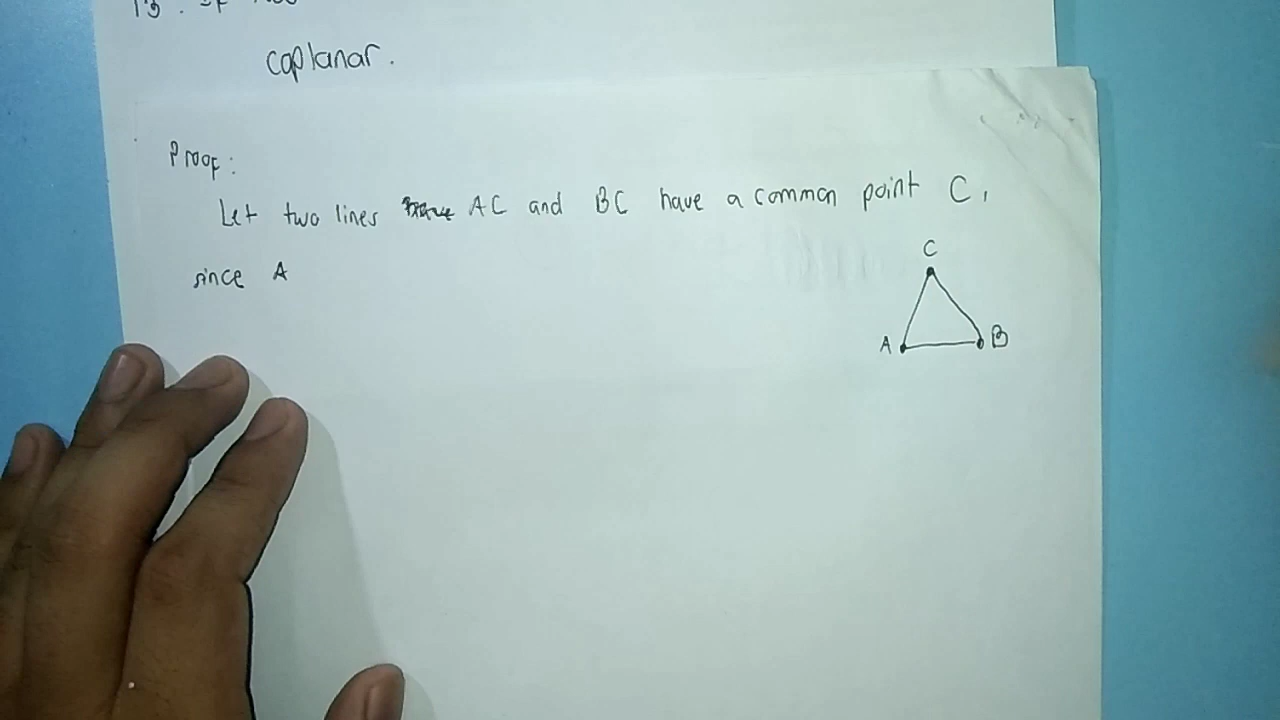 coplanar.
Proof:
Let two lines AC and BC have a common point C,
since A
C
A
B